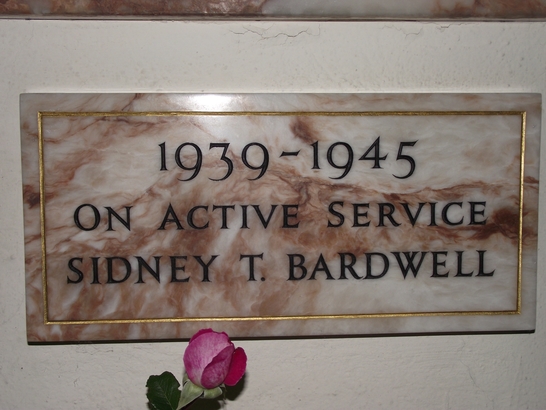 1939-1945
ON ACTIVE SERVICE
SIDNEY T. BARDWELL